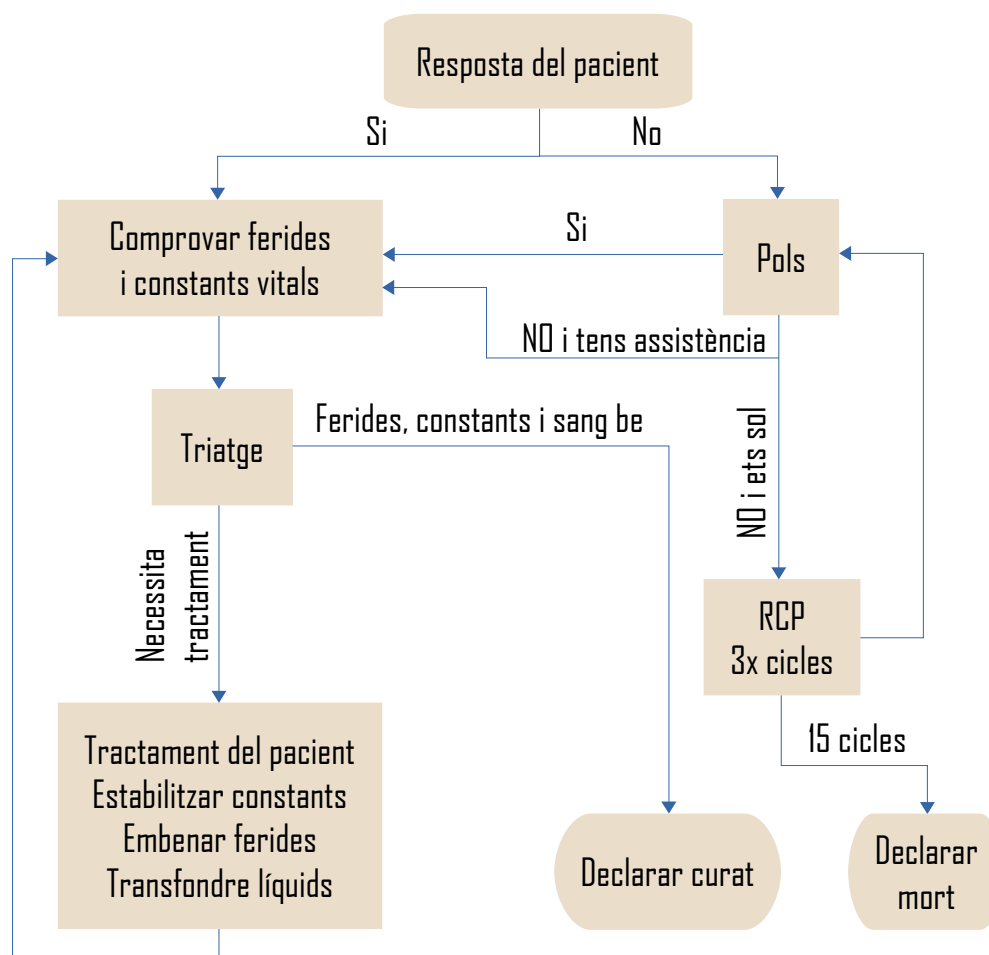 Resposta del pacient
Si
No
Comprovar ferides
i constants vitals
Si
Pols
NO i tens assistència
Triatge
Ferides, constants i sang be
NO i ets sol
Necessita
tractament
RCP
3x cicles
15 cicles
Tractament del pacient
Estabilitzar constants
Embenar ferides
Transfondre líquids
Declarar curat
Declarar
mort